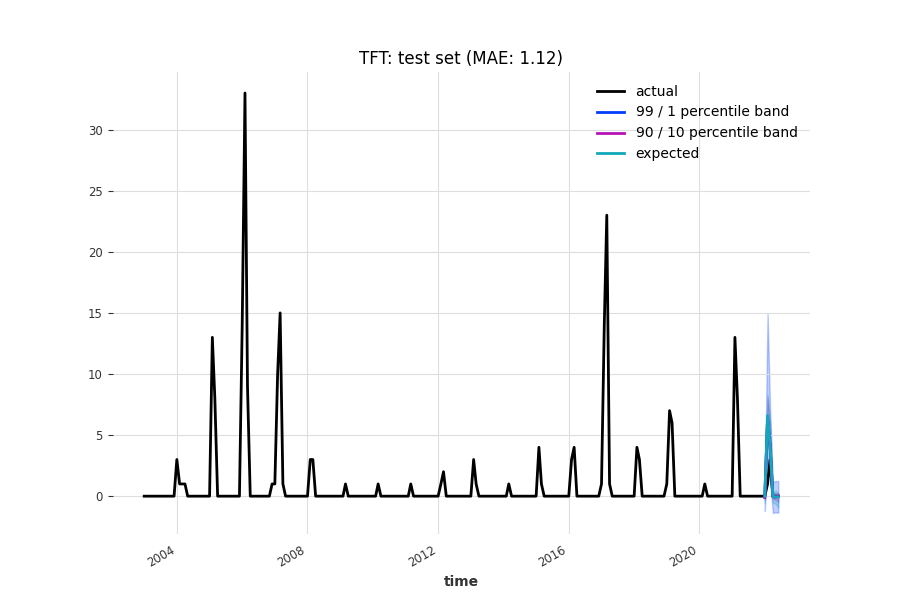 TFT: test set (MAE: 1.12)
actual
99 / 1 percentile band
90 / 10 percentile band
expected
30
25
20
15
10
5
0
2004
2008
2012
2016
2020
time